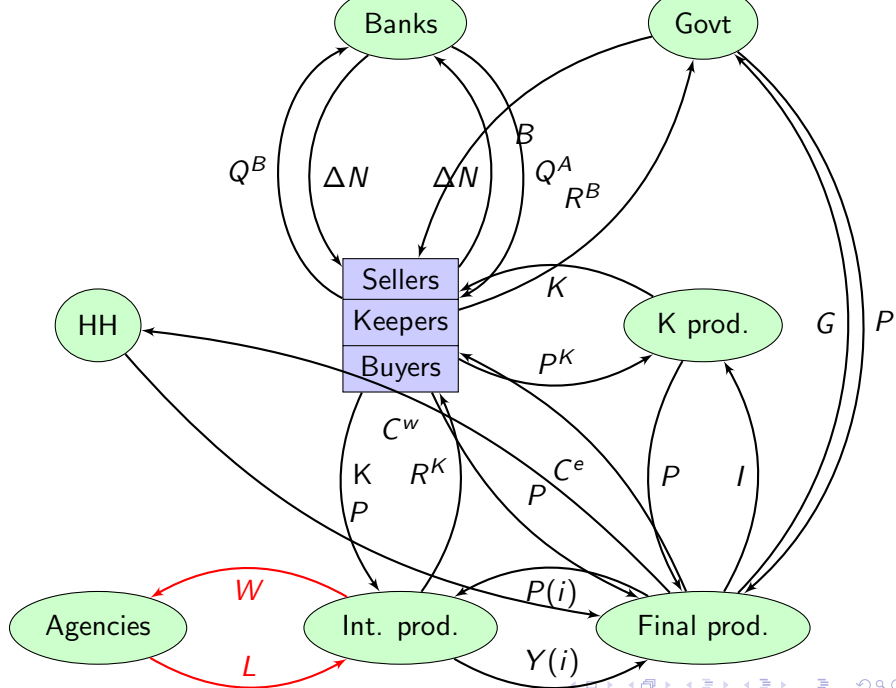 Banks
Govt
B
Q^B
ΔN
ΔN
Q^A
R^B
Sellers
K
HH
Keepers
K prod.
G
P
Buyers
P^K
C^w
K
R^K
C^e
P
I
P
P
W
P(i)
Agencies
Int. prod.
Final prod.
L
Y(i)